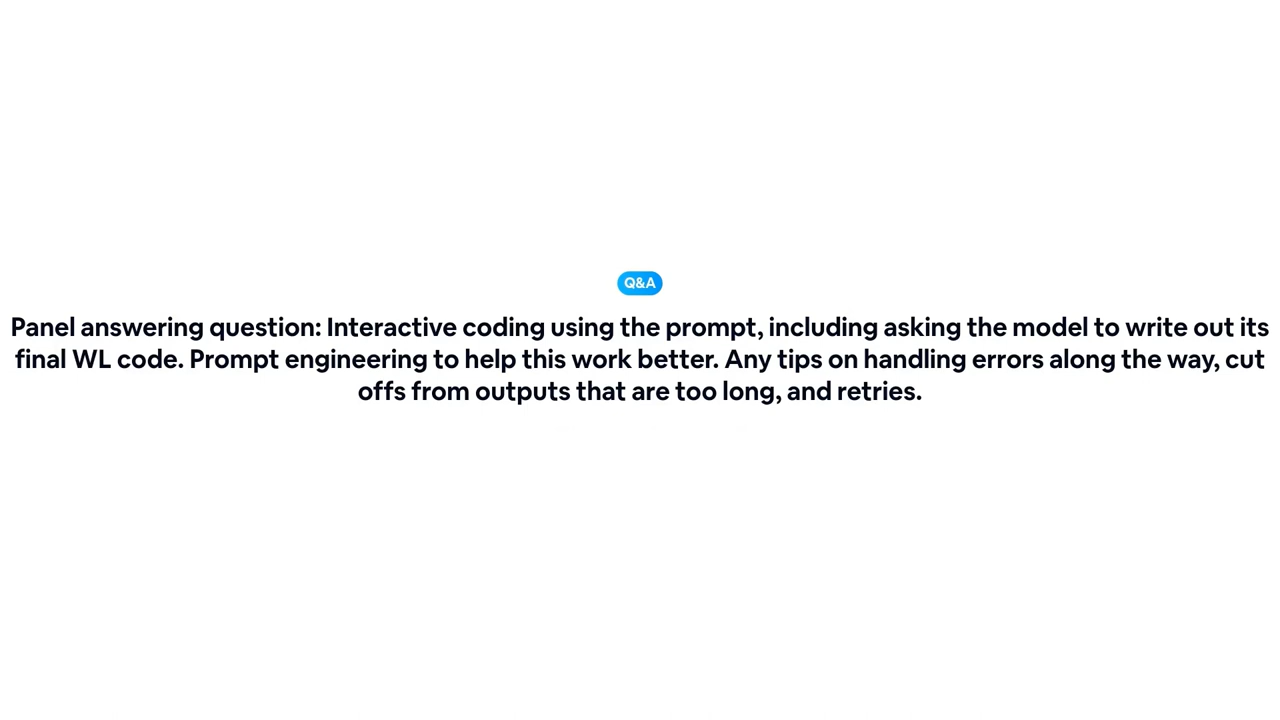 Q&A
Panel answering question: Interactive coding using the prompt, including asking the model to write out its
final WL code. Prompt engineering to help this work better. Any tips on handling errors along the way, cut
offs from outputs that are too long, and retries.